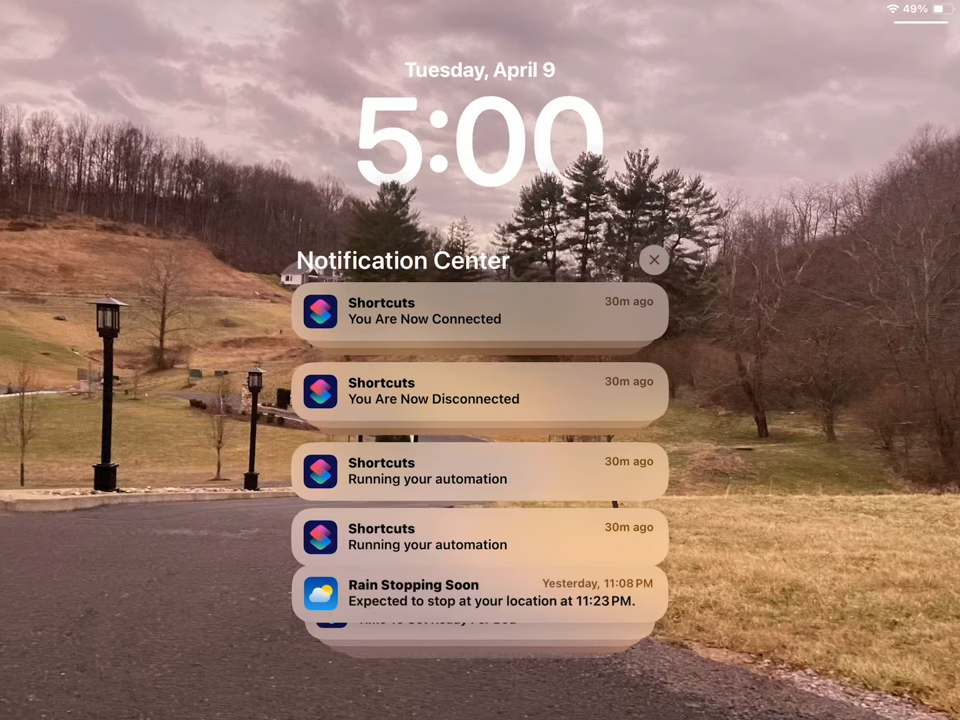 49%
Tuesday, April 9
5:00
Notification Center
Shortcuts
30m ago
You Are Now Connected
Shortcuts
30m ago
You Are Now Disconnected
Shortcuts
30m ago
Running your automation
Shortcuts
30m ago
Running your automation
Rain Stopping Soon
Yesterday, 11:08 PM
Expected to stop at your location at 11:23 PM.